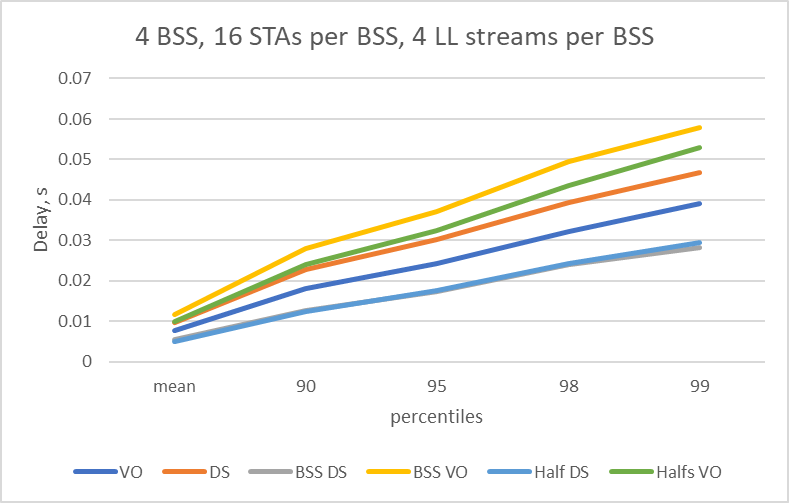 4 BSS, 16 STAs per BSS, 4 LL streams per BSS
0.07
0.06
0.05
0.04
0.03
0.02
0.01
0
Delay, s
mean 90 95 98 99
percentiles
VO DS BSS DS BSS VO Half DS Halfs VO